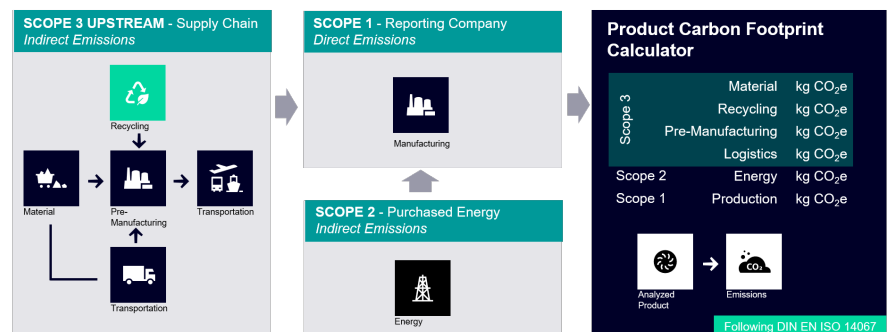 SCOPE 3 UPSTREAM - Supply Chain
Indirect Emissions
Recycling
Material
Pre-
Manufacturing
Transportation
Transportation
SCOPE 1 - Reporting Company
Direct Emissions
Manufacturing
SCOPE 2 - Purchased Energy
Indirect Emissions
Energy
Product Carbon Footprint
Calculator
Scope 3
Material kg CO₂e
Recycling kg CO₂e
Pre-Manufacturing kg CO₂e
Logistics kg CO₂e
Scope 2 Energy kg CO₂e
Scope 1 Production kg CO₂e
CO₂
Analyzed
Product
Emissions
Following DIN EN ISO 14067